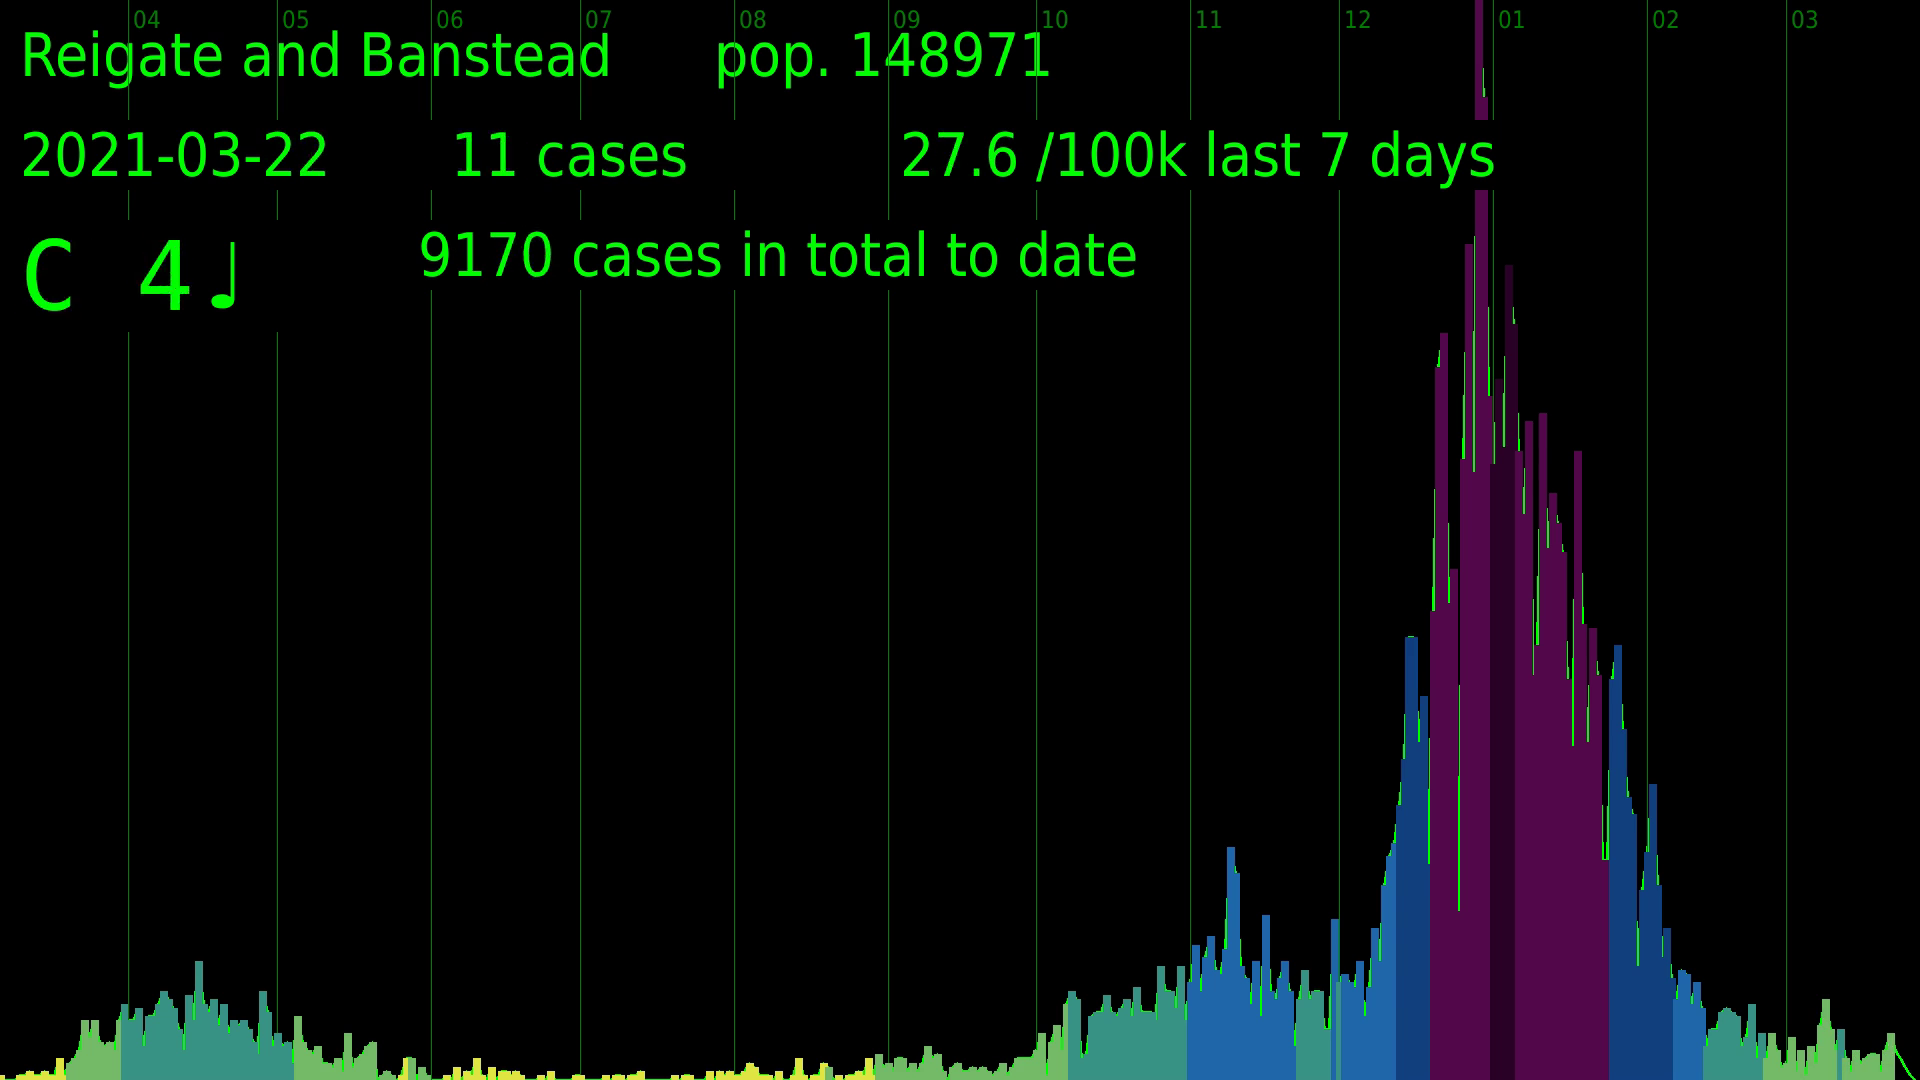 04 05 06 07 08 09 10 11 12 01 02 03
Reigate and Banstead pop. 148971
2021-03-22 11 cases 27.6 /100k last 7 days
C 4♩ 9170 cases in total to date